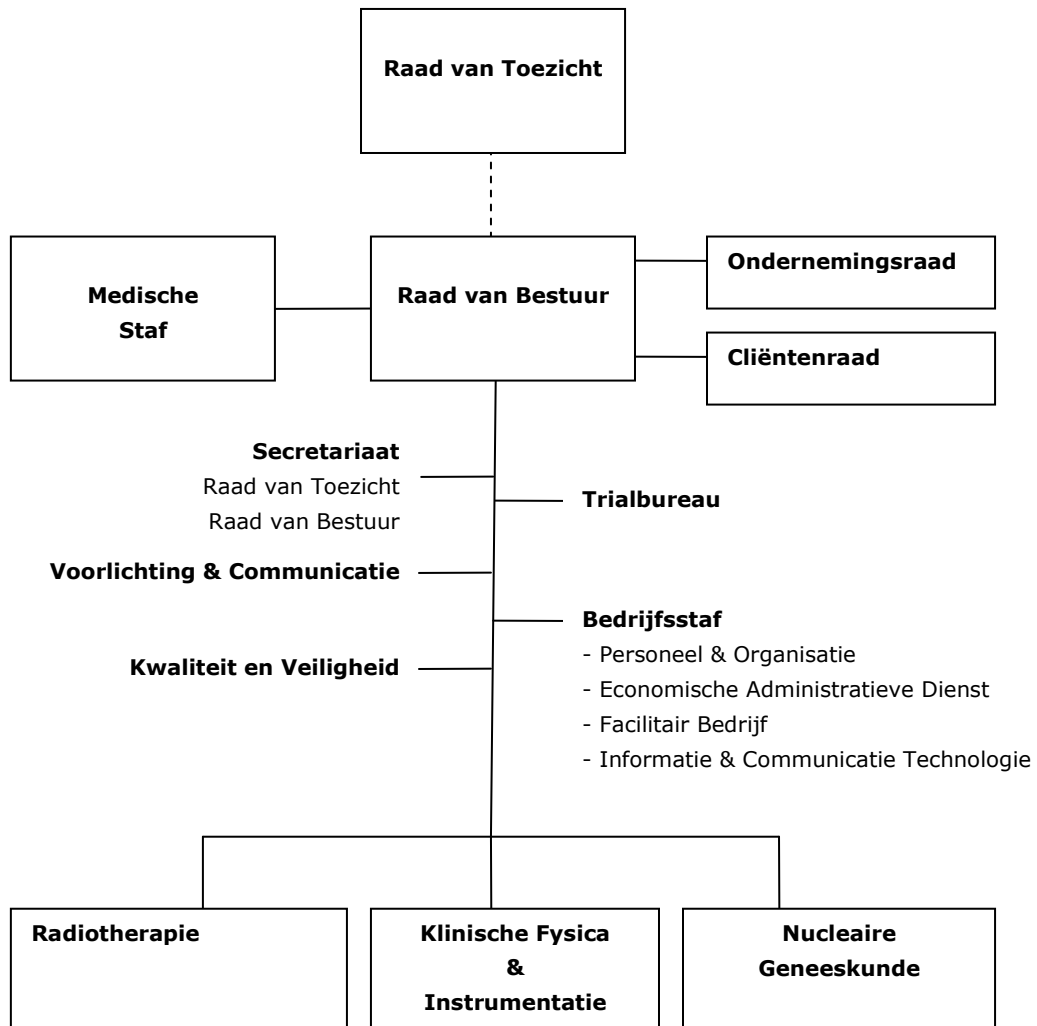 Raad van Toezicht
Medische
Staf
Raad van Bestuur
Ondernemingsraad
Cliëntenraad
Secretariaat
Raad van Toezicht
Raad van Bestuur
Trialbureau
Voorlichting & Communicatie
Bedrijfsstaf
- Personeel & Organisatie
- Economische Administratieve Dienst
- Facilitair Bedrijf
- Informatie & Communicatie Technologie
Kwaliteit en Veiligheid
Radiotherapie
Klinische Fysica
&
Instrumentatie
Nucleaire
Geneeskunde